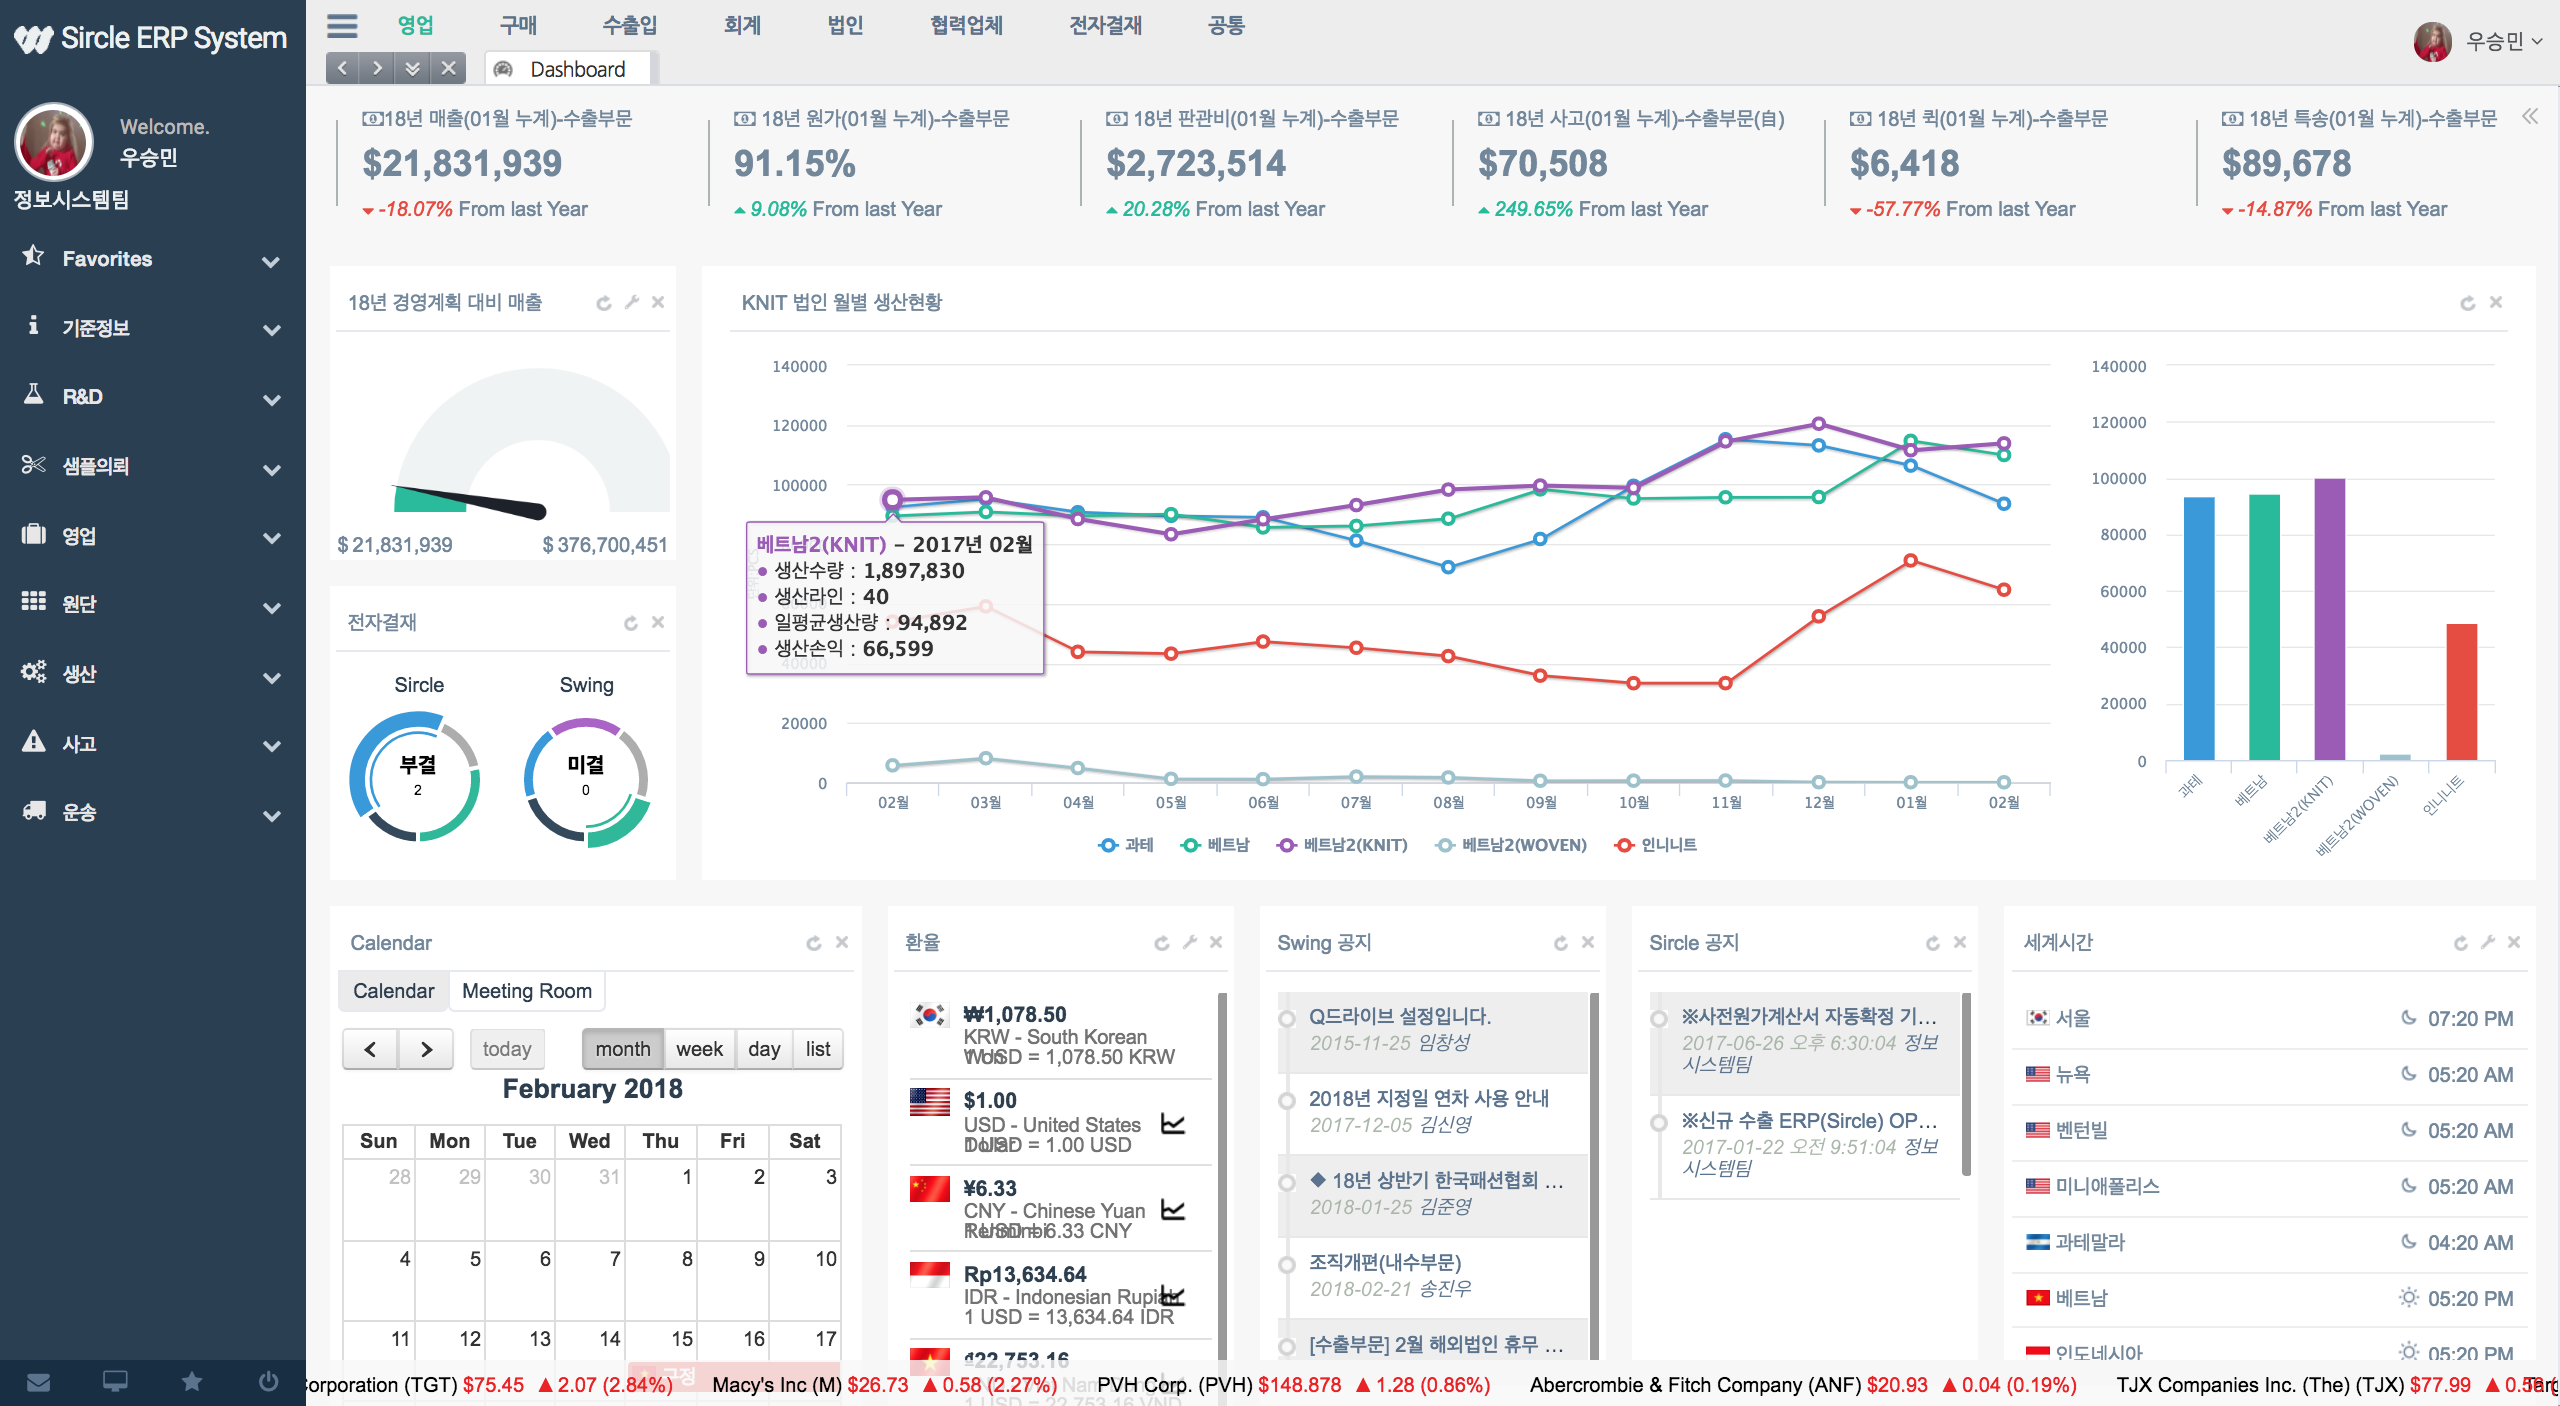 Sircle ERP System
Welcome.
우승민
정보시스템팀
Favorites
기준정보
R&D
샘플의뢰
영업
원단
생산
사고
운송
영업 구매 수출입 회계 법인 협력업체 전자결재 공통
우승민
Dashboard
18년 매출(01월 누계)-수출부문
$21,831,939
-18.07% From last Year
18년 원가(01월 누계)-수출부문
91.15%
9.08% From last Year
18년 판관비(01월 누계)-수출부문
$2,723,514
20.28% From last Year
18년 사고(01월 누계)-수출부문(自)
$70,508
249.65% From last Year
18년 퀵(01월 누계)-수출부문
$6,418
-57.77% From last Year
18년 특송(01월 누계)-수출부문
$89,678
-14.87% From last Year
18년 경영계획 대비 매출
$ 21,831,939 $ 376,700,451
전자결재
Sircle Swing
부결
2
미결
0
KNIT 법인 월별 생산현황
140000
120000
100000
40000
20000
0
베트남2(KNIT) – 2017년 02월
생산수량 : 1,897,830
생산라인 : 40
일평균생산량 : 94,892
생산손익 : 66,599
02월 03월 04월 05월 06월 07월 08월 09월 10월 11월 12월 01월 02월
과테 베트남 베트남2(KNIT) 베트남2(WOVEN) 인니니트
140000
120000
100000
80000
60000
40000
20000
0
과테 베트남 베트남2(KNIT) 베트남2(WOVEN) 인니니트
Calendar
Calendar Meeting Room
today month week day list
February 2018
Sun Mon Tue Wed Thu Fri Sat
28 29 30 31 1 2 3
4 5 6 7 8 9 10
11 12 13 14 15 16 17
환율
₩1,078.50
KRW - South Korean
Won
1 USD = 1,078.50 KRW
$1.00
USD - United States
Dollar
1 USD = 1.00 USD
¥6.33
CNY - Chinese Yuan
Renminbi
1 USD = 6.33 CNY
Rp13,634.64
IDR - Indonesian Rupiah
1 USD = 13,634.64 IDR
₫22,753.16
1 USD = 22,753.16 VND
Swing 공지
Q드라이브 설정입니다.
2015-11-25 임창성
2018년 지정일 연차 사용 안내
2017-12-05 김신영
◆ 18년 상반기 한국패션협회 ...
2018-01-25 김준영
조직개편(내수부문)
2018-02-21 송진우
[수출부문] 2월 해외법인 휴무 ...
Sircle 공지
※사전원가계산서 자동확정 기...
2017-06-26 오후 6:30:04 정보
시스템팀
※신규 수출 ERP(Sircle) OP...
2017-01-22 오전 9:51:04 정보
시스템팀
세계시간
서울 07:20 PM
뉴욕 05:20 AM
벤턴빌 05:20 AM
미니애폴리스 05:20 AM
과테말라 04:20 AM
베트남 05:20 PM
인도네시아 05:20 PM
orporation (TGT) $75.45 ▲2.07 (2.84%) Macy's Inc (M) $26.73 ▲0.58 (2.27%) PVH Corp. (PVH) $148.878 ▲1.28 (0.86%) Abercrombie & Fitch Company (ANF) $20.93 ▲0.04 (0.19%) TJX Companies Inc. (The) (TJX) $77.99